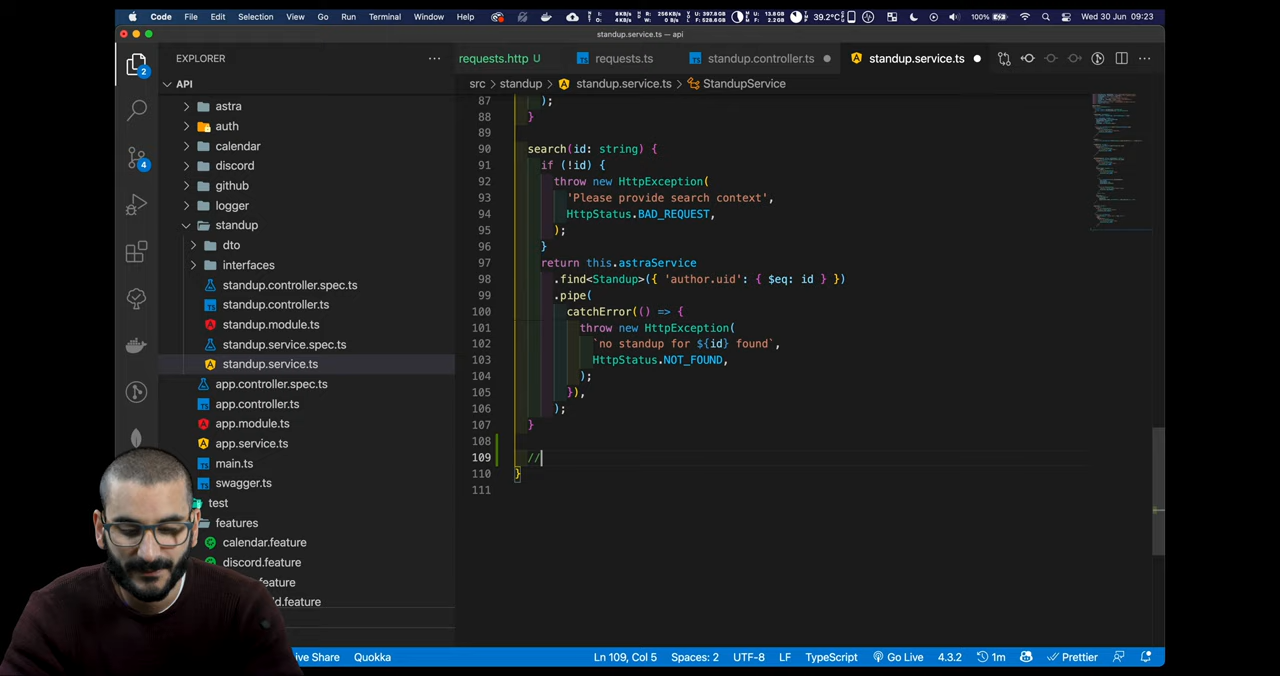 Code File Edit Selection View Go Run Terminal Window Help 100% Wed 30 Jun 09:23
39.2°C
standup.service.ts — api
EXPLORER
requests.http U requests.ts standup.controller.ts standup.service.ts
API
src > standup > standup.service.ts > StandupService
astra
auth
calendar
discord
github
logger
standup
dto
interfaces
standup.controller.spec.ts
standup.controller.ts
standup.module.ts
standup.service.spec.ts
standup.service.ts
app.controller.spec.ts
app.controller.ts
app.module.ts
app.service.ts
main.ts
swagger.ts
test
features
calendar.feature
discord.feature
.feature
d.feature
2
4
87 );
88 }
89
90 search(id: string) {
91 if (!id) {
92 throw new HttpException(
93 'Please provide search context',
94 HttpStatus.BAD_REQUEST,
95 );
96 }
97 return this.astraService
98 .find<Standup>({ 'author.uid': { $eq: id } })
99 .pipe(
100 catchError(() => {
101 throw new HttpException(
102 `no standup for ${id} found`,
103 HttpStatus.NOT_FOUND,
104 );
105 }),
106 );
107 }
108
109 //
110 }
111
ive Share Quokka Ln 109, Col 5 Spaces: 2 UTF-8 LF TypeScript Go Live 4.3.2 1m Prettier